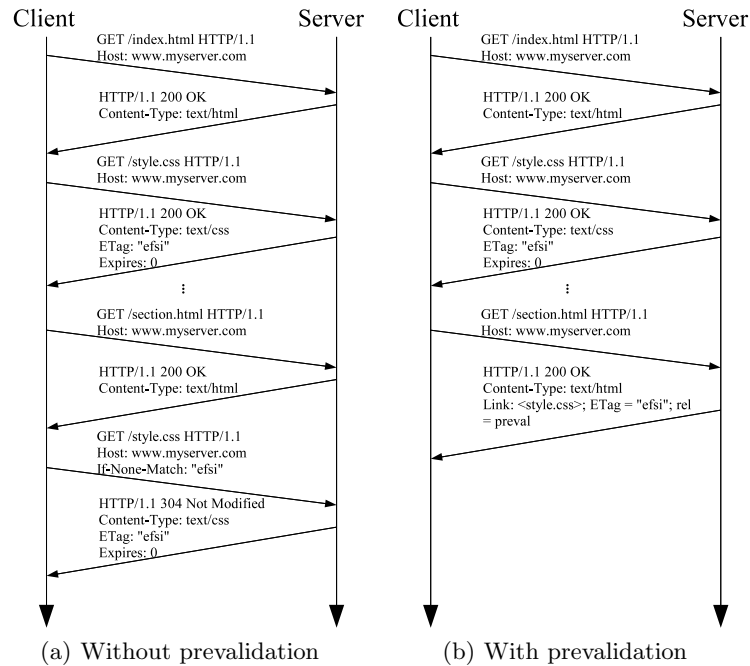 Client Server
GET /index.html HTTP/1.1
Host: www.myserver.com
HTTP/1.1 200 OK
Content-Type: text/html
GET /style.css HTTP/1.1
Host: www.myserver.com
HTTP/1.1 200 OK
Content-Type: text/css
ETag: "efsi"
Expires: 0
...
GET /section.html HTTP/1.1
Host: www.myserver.com
HTTP/1.1 200 OK
Content-Type: text/html
GET /style.css HTTP/1.1
Host: www.myserver.com
If-None-Match: "efsi"
HTTP/1.1 304 Not Modified
Content-Type: text/css
ETag: "efsi"
Expires: 0
(a) Without prevalidation
Client Server
GET /index.html HTTP/1.1
Host: www.myserver.com
HTTP/1.1 200 OK
Content-Type: text/html
GET /style.css HTTP/1.1
Host: www.myserver.com
HTTP/1.1 200 OK
Content-Type: text/css
ETag: "efsi"
Expires: 0
...
GET /section.html HTTP/1.1
Host: www.myserver.com
HTTP/1.1 200 OK
Content-Type: text/html
Link: <style.css>; ETag = "efsi"; rel
= preval
(b) With prevalidation